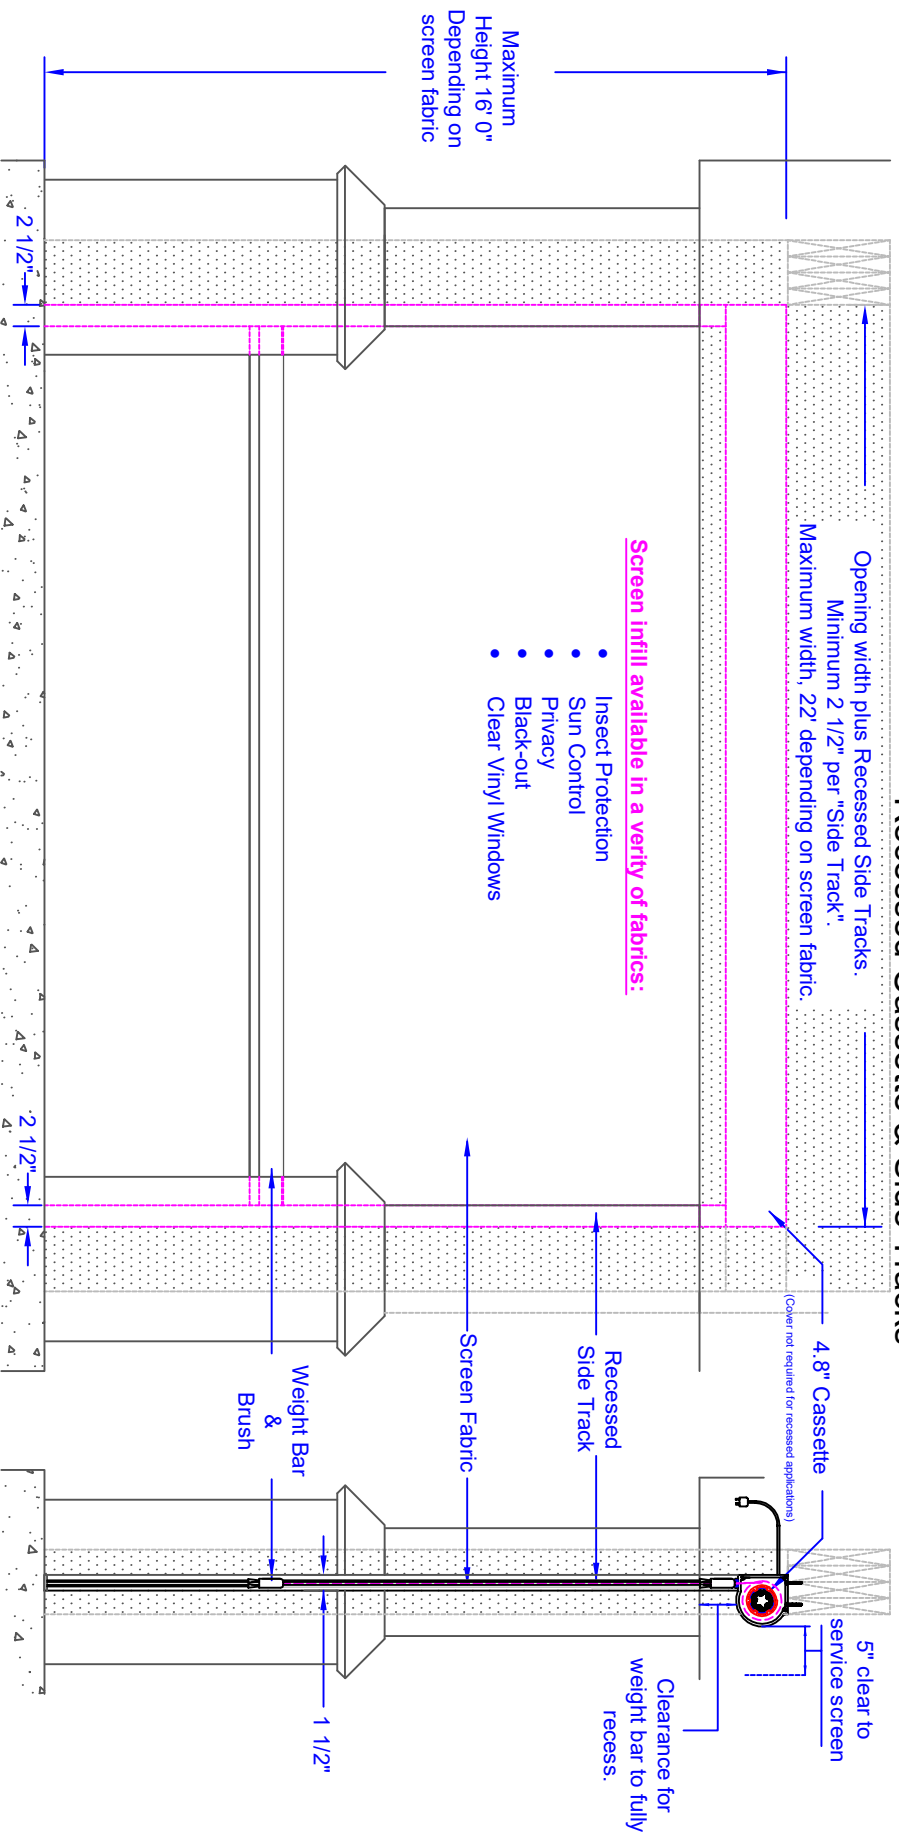 Recessed Cassette & Side Tracks
Opening width plus Recessed Side Tracks.
Minimum 2 1/2" per "Side Track".
Maximum width, 22' depending on screen fabric.
Maximum
Height 16' 0"
Depending on
screen fabric
Screen infill available in a verity of fabrics:
• Insect Protection
• Sun Control
• Privacy
• Black-out
• Clear Vinyl Windows
2 1/2"
2 1/2"
4.8" Cassette
(Cover not required for recessed applications)
Recessed
Side Track
Screen Fabric
Weight Bar
&
Brush
5" clear to
service screen
Clearance for
weight bar to fully
recess.
1 1/2"